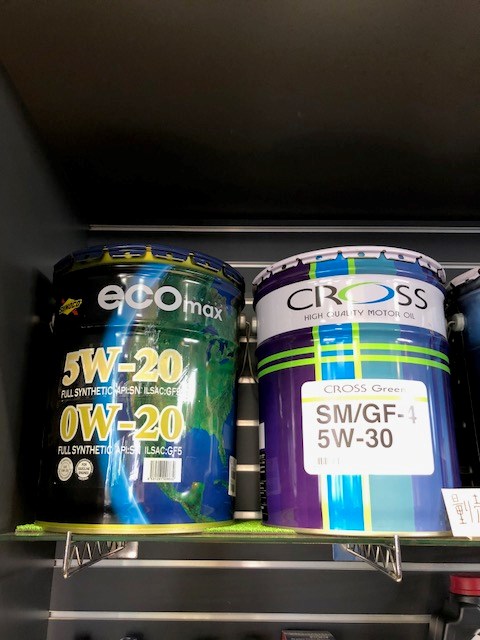 ecomax
5W-20
FULL SYNTHETIC API:SN ILSAC:GF5
0W-20
FULL SYNTHETIC API:SN ILSAC:GF5
CROSS
HIGH QUALITY MOTOR OIL
CROSS Green
SM/GF-4
5W-30